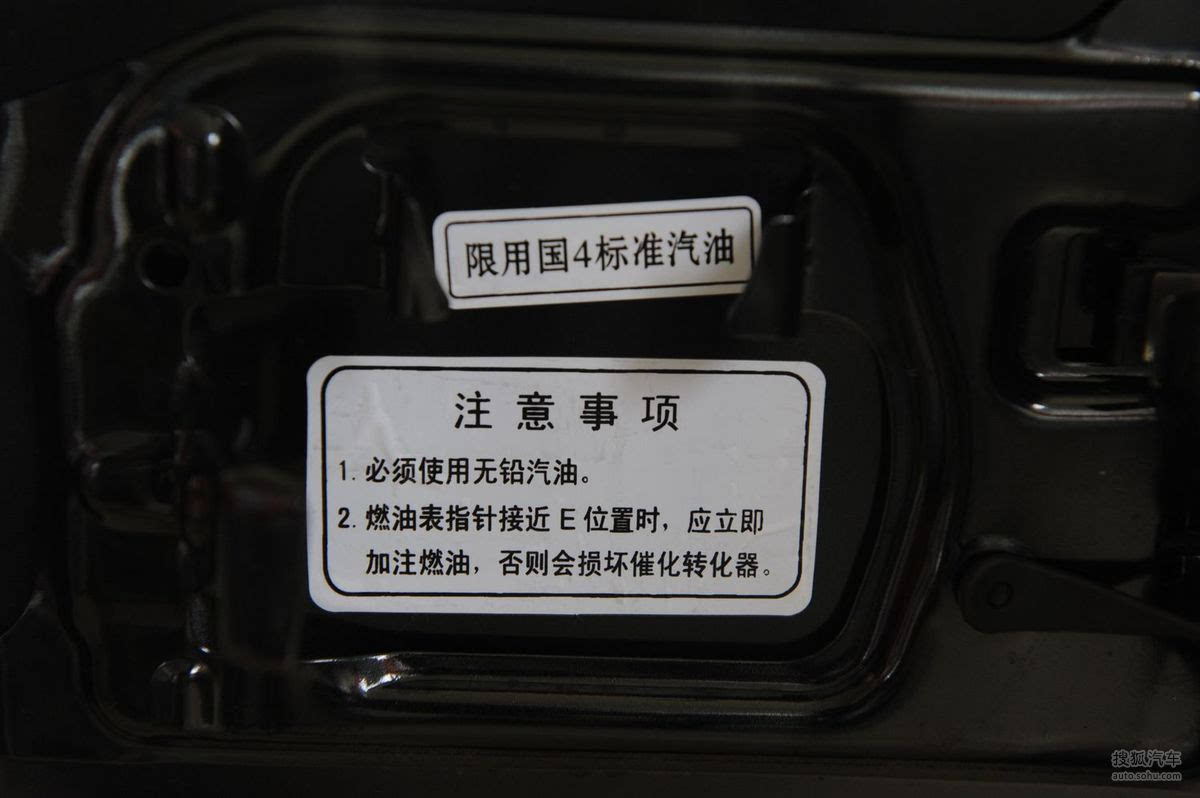 限用国4标准汽油
注意事项
1. 必须使用无铅汽油。
2. 燃油表指针接近 E 位置时，应立即
加注燃油，否则会损坏催化转化器。
搜狐汽车
auto.sohu.com